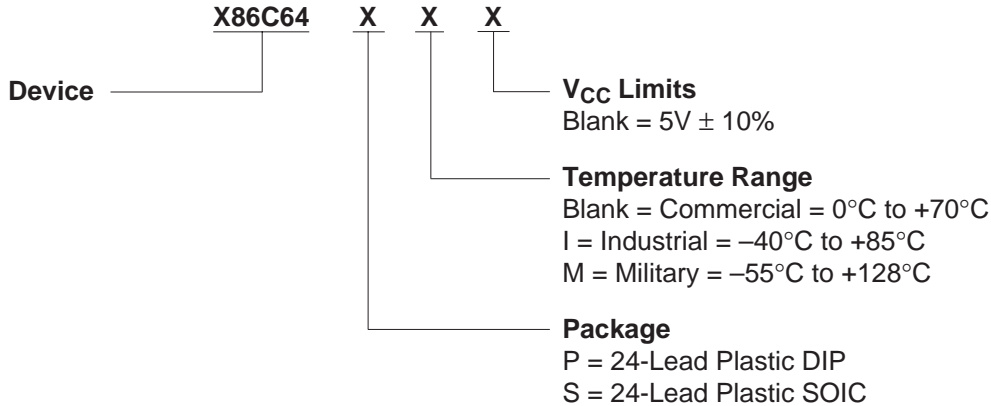 X86C64 X X X
Device
V_CC Limits
Blank = 5V ± 10%
Temperature Range
Blank = Commercial = 0°C to +70°C
I = Industrial = –40°C to +85°C
M = Military = –55°C to +128°C
Package
P = 24-Lead Plastic DIP
S = 24-Lead Plastic SOIC